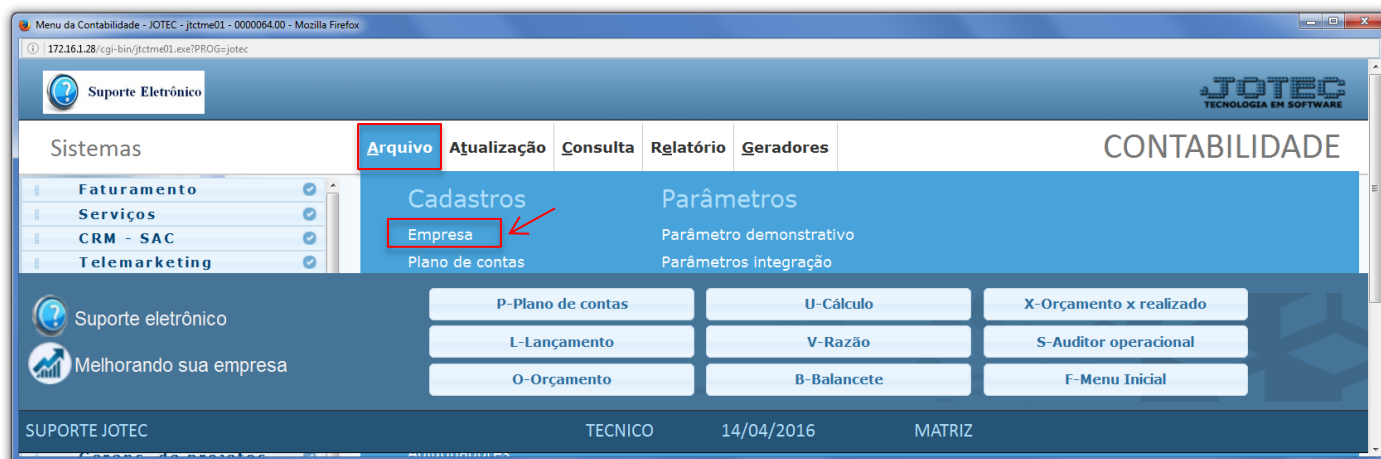 Menu da Contabilidade - JOTEC - jtctme01 - 0000064.00 - Mozilla Firefox
172.16.1.28/cgi-bin/jtctme01.exe?PROG=jotec
Suporte Eletrônico
JOTEC
TECNOLOGIA EM SOFTWARE
Sistemas
Arquivo Atualização Consulta Relatório Geradores
CONTABILIDADE
Faturamento
Serviços
CRM - SAC
Telemarketing
Cadastros
Empresa
Plano de contas
Parâmetros
Parâmetro demonstrativo
Parâmetros integração
Suporte eletrônico
Melhorando sua empresa
P-Plano de contas U-Cálculo X-Orçamento x realizado
L-Lançamento V-Razão S-Auditor operacional
O-Orçamento B-Balancete F-Menu Inicial
SUPORTE JOTEC TECNICO 14/04/2016 MATRIZ